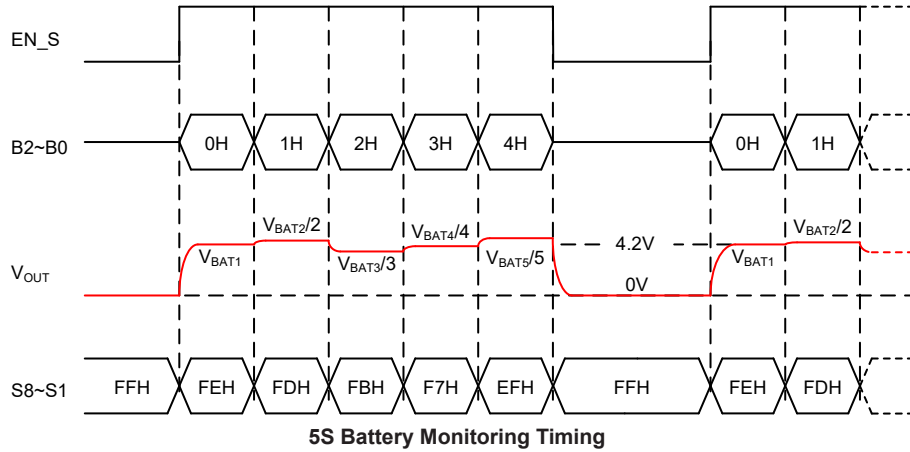 EN_S
B2~B0 0H 1H 2H 3H 4H 0H 1H
VOUT VBAT1 VBAT2/2 VBAT3/3 VBAT4/4 VBAT5/5 4.2V 0V VBAT1 VBAT2/2
S8~S1 FFH FEH FDH FBH F7H EFH FFH FEH FDH
5S Battery Monitoring Timing